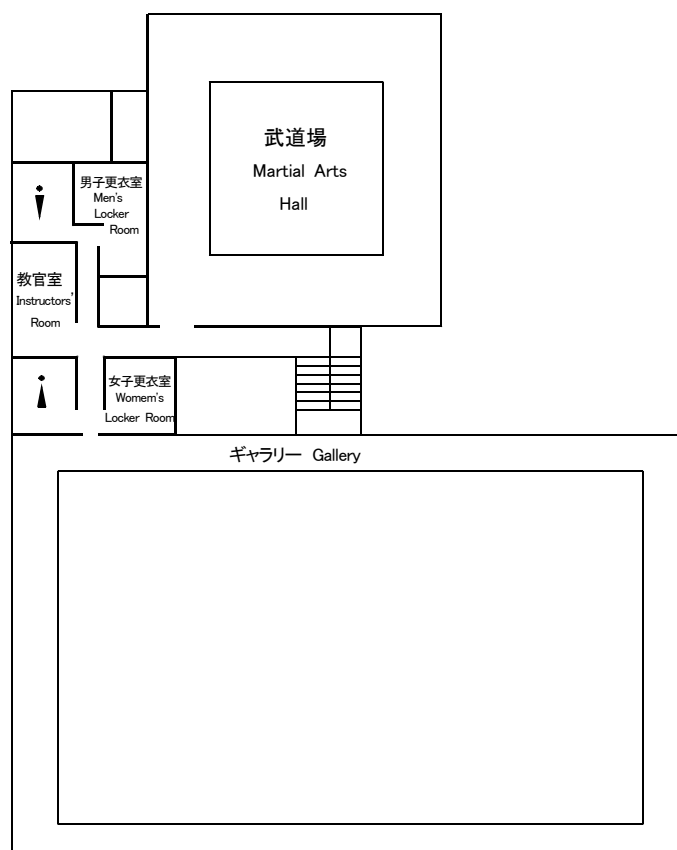 武道場
Martial Arts
Hall
男子更衣室
Men's
Locker
Room
教官室
Instructors'
Room
女子更衣室
Womem's
Locker Room
ギャラリー Gallery